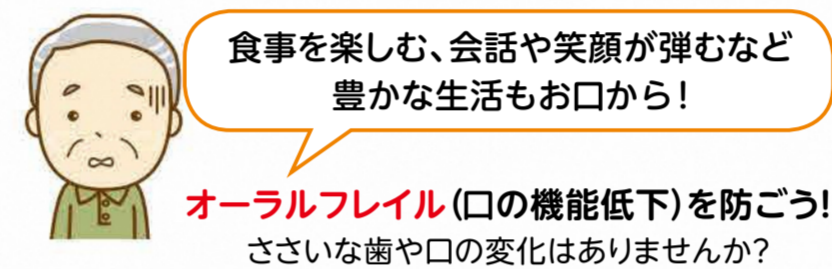 食事を楽しむ、会話や笑顔が弾むなど
豊かな生活もお口から!
オーラルフレイル(口の機能低下)を防ごう!
ささいな歯や口の変化はありませんか?